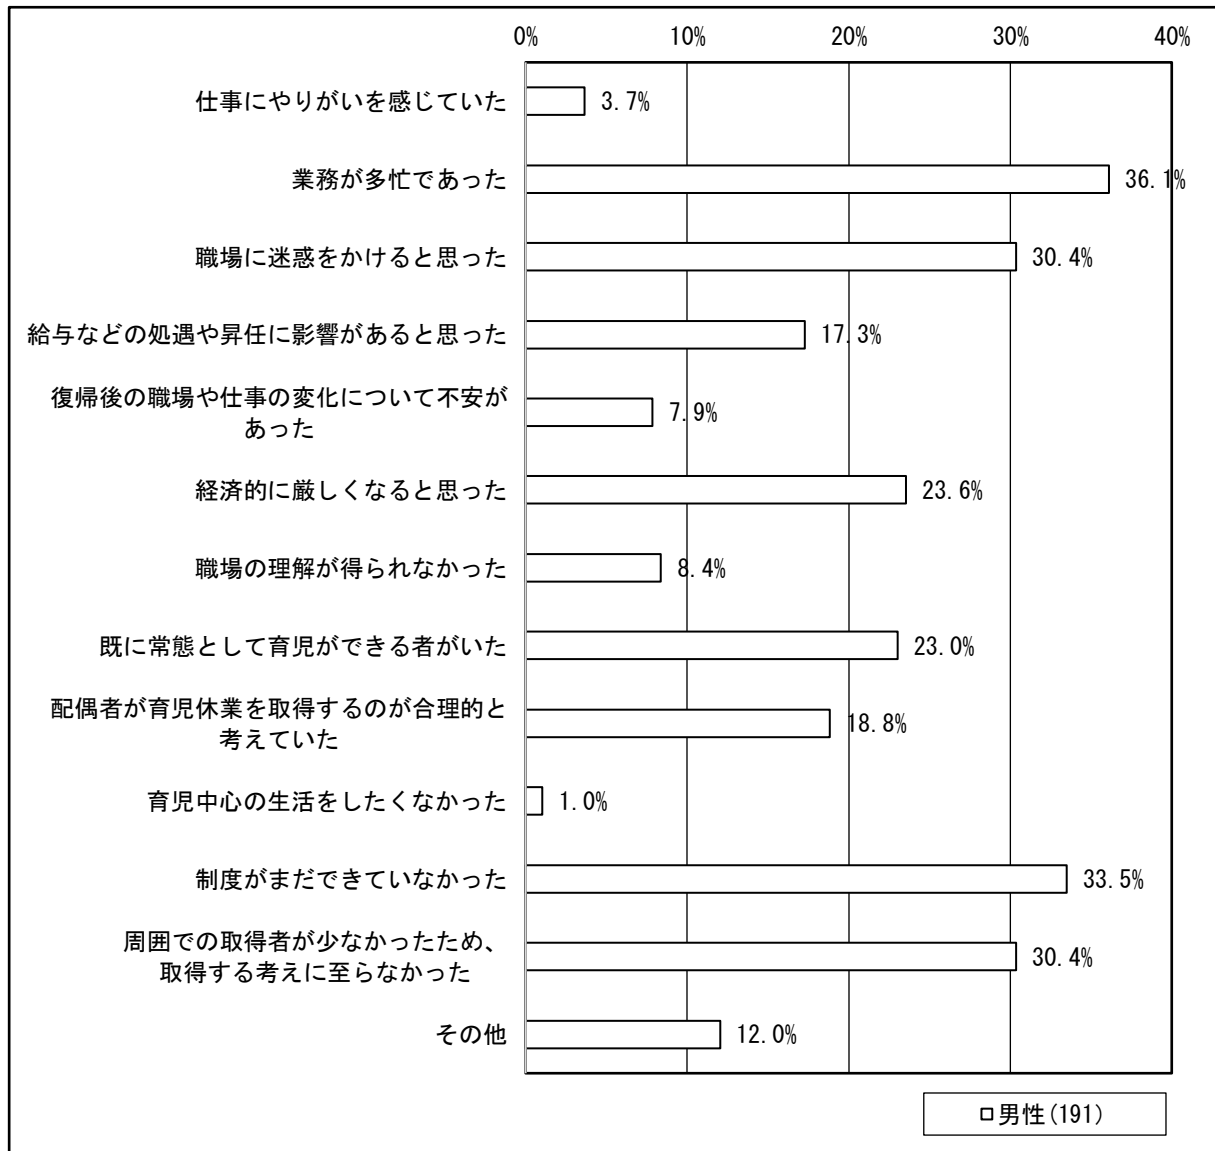 0% 10% 20% 30% 40%
仕事にやりがいを感じていた 3.7%
業務が多忙であった 36.1%
職場に迷惑をかけると思った 30.4%
給与などの処遇や昇任に影響があると思った 17.3%
復帰後の職場や仕事の変化について不安が
あった 7.9%
経済的に厳しくなると思った 23.6%
職場の理解が得られなかった 8.4%
既に常態として育児ができる者がいた 23.0%
配偶者が育児休業を取得するのが合理的と
考えていた 18.8%
育児中心の生活をしたくなかった 1.0%
制度がまだできていなかった 33.5%
周囲での取得者が少なかったため、
取得する考えに至らなかった 30.4%
その他 12.0%
男性(191)